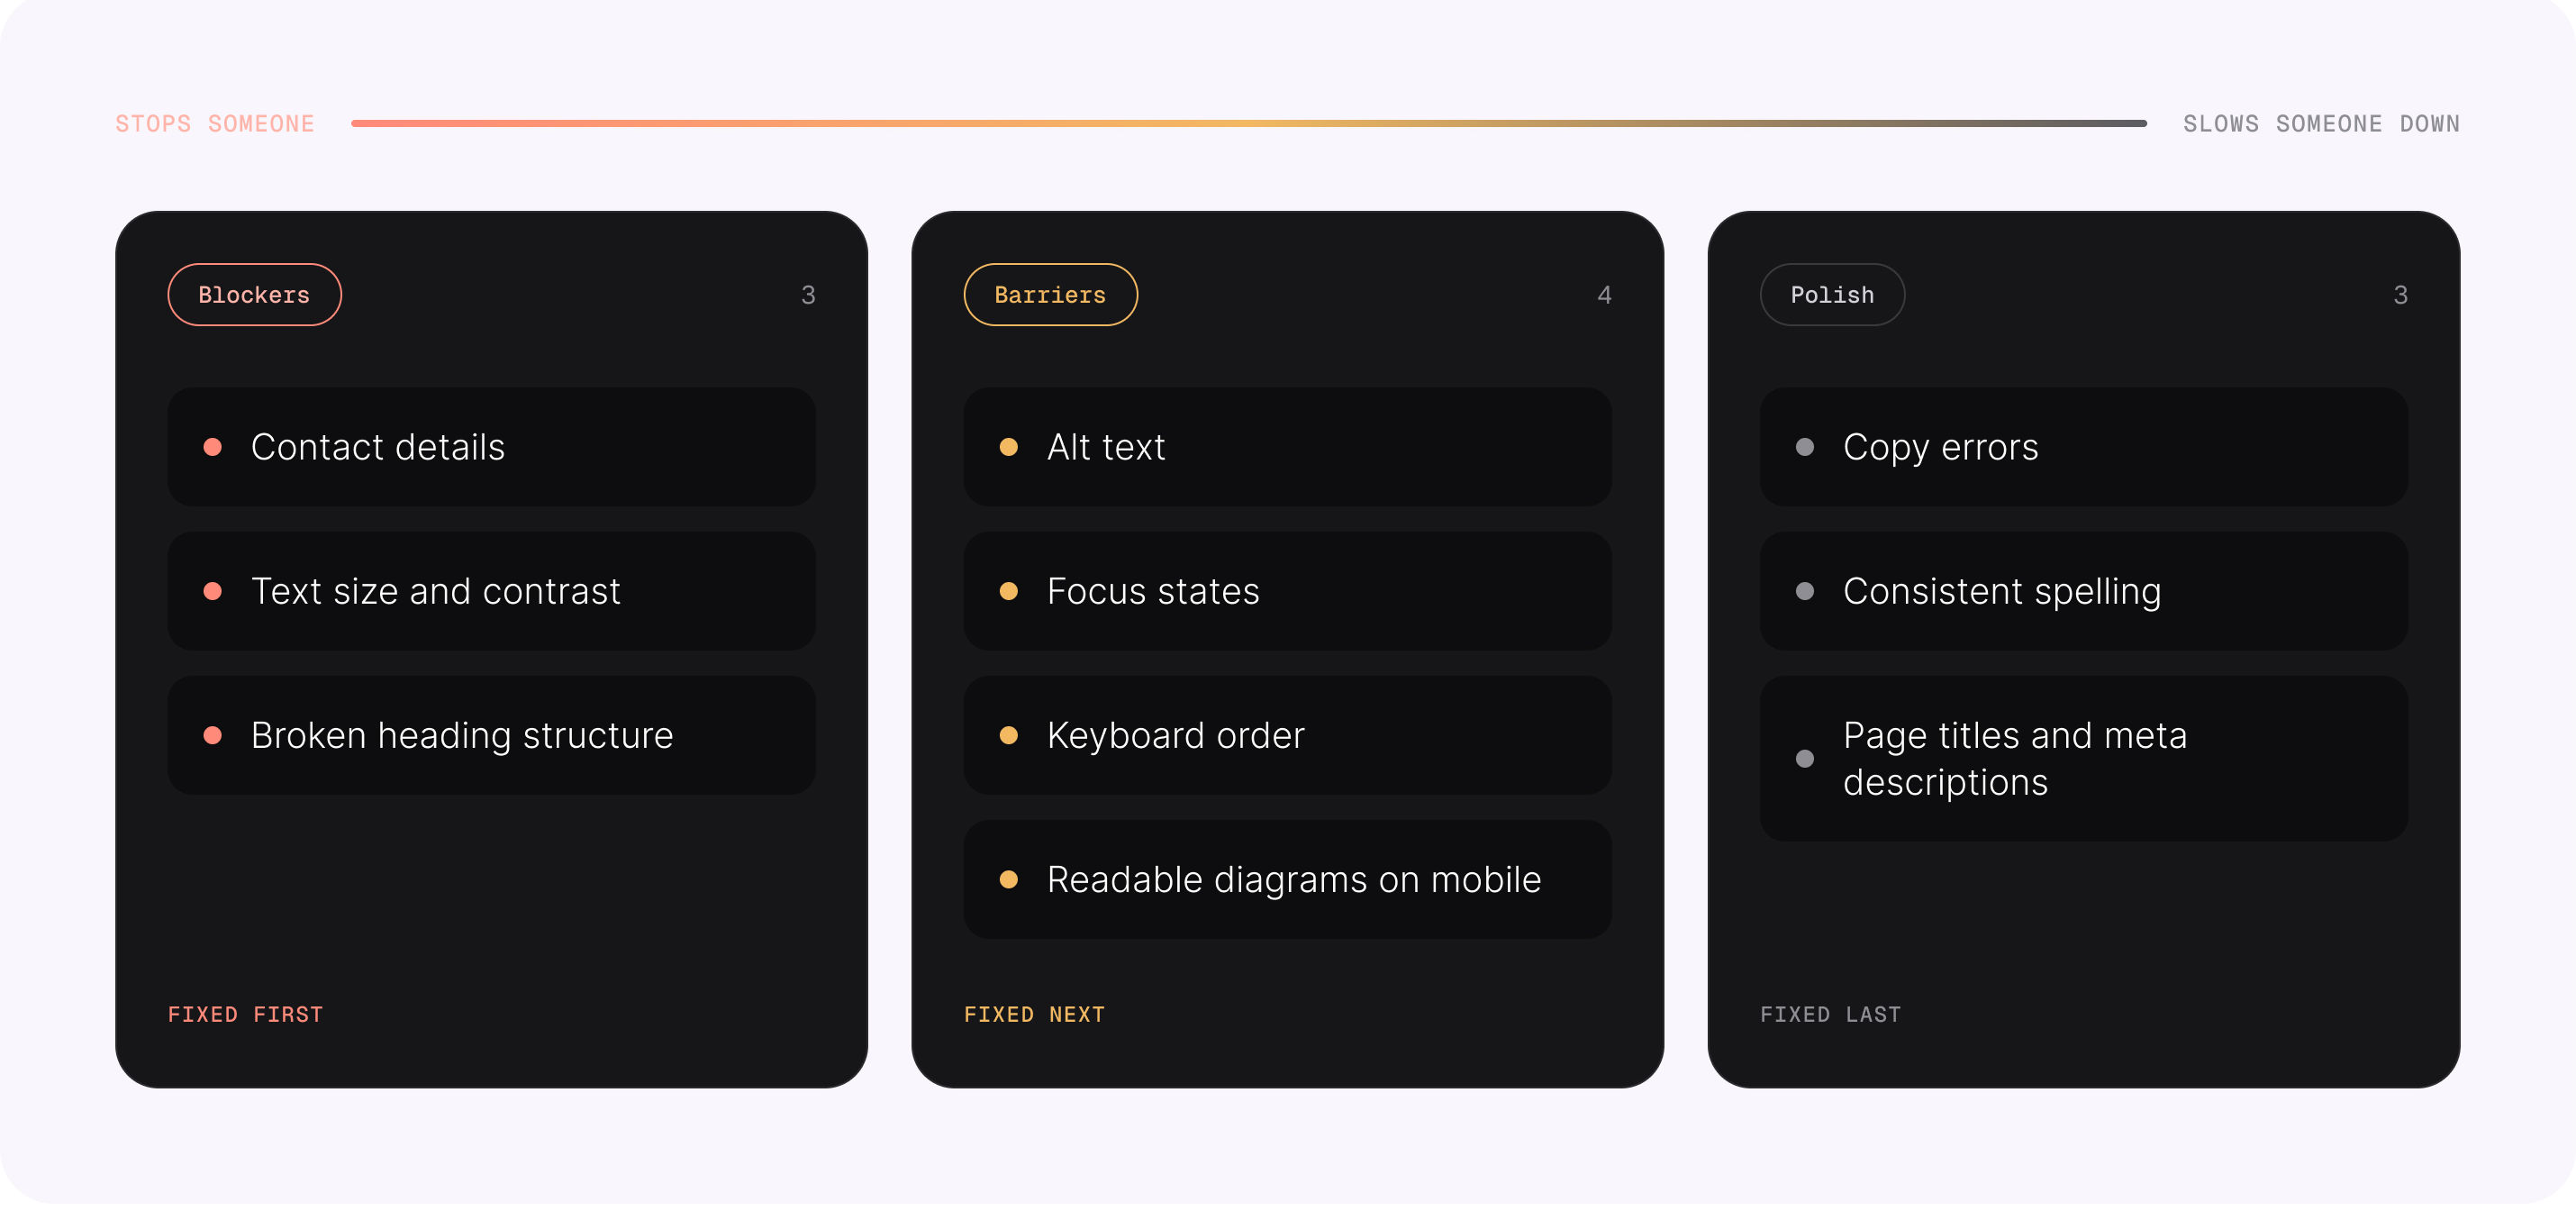 STOPS SOMEONE
SLOWS SOMEONE DOWN
Blockers
3
Contact details
Text size and contrast
Broken heading structure
FIXED FIRST
Barriers
4
Alt text
Focus states
Keyboard order
Readable diagrams on mobile
FIXED NEXT
Polish
3
Copy errors
Consistent spelling
Page titles and meta
descriptions
FIXED LAST